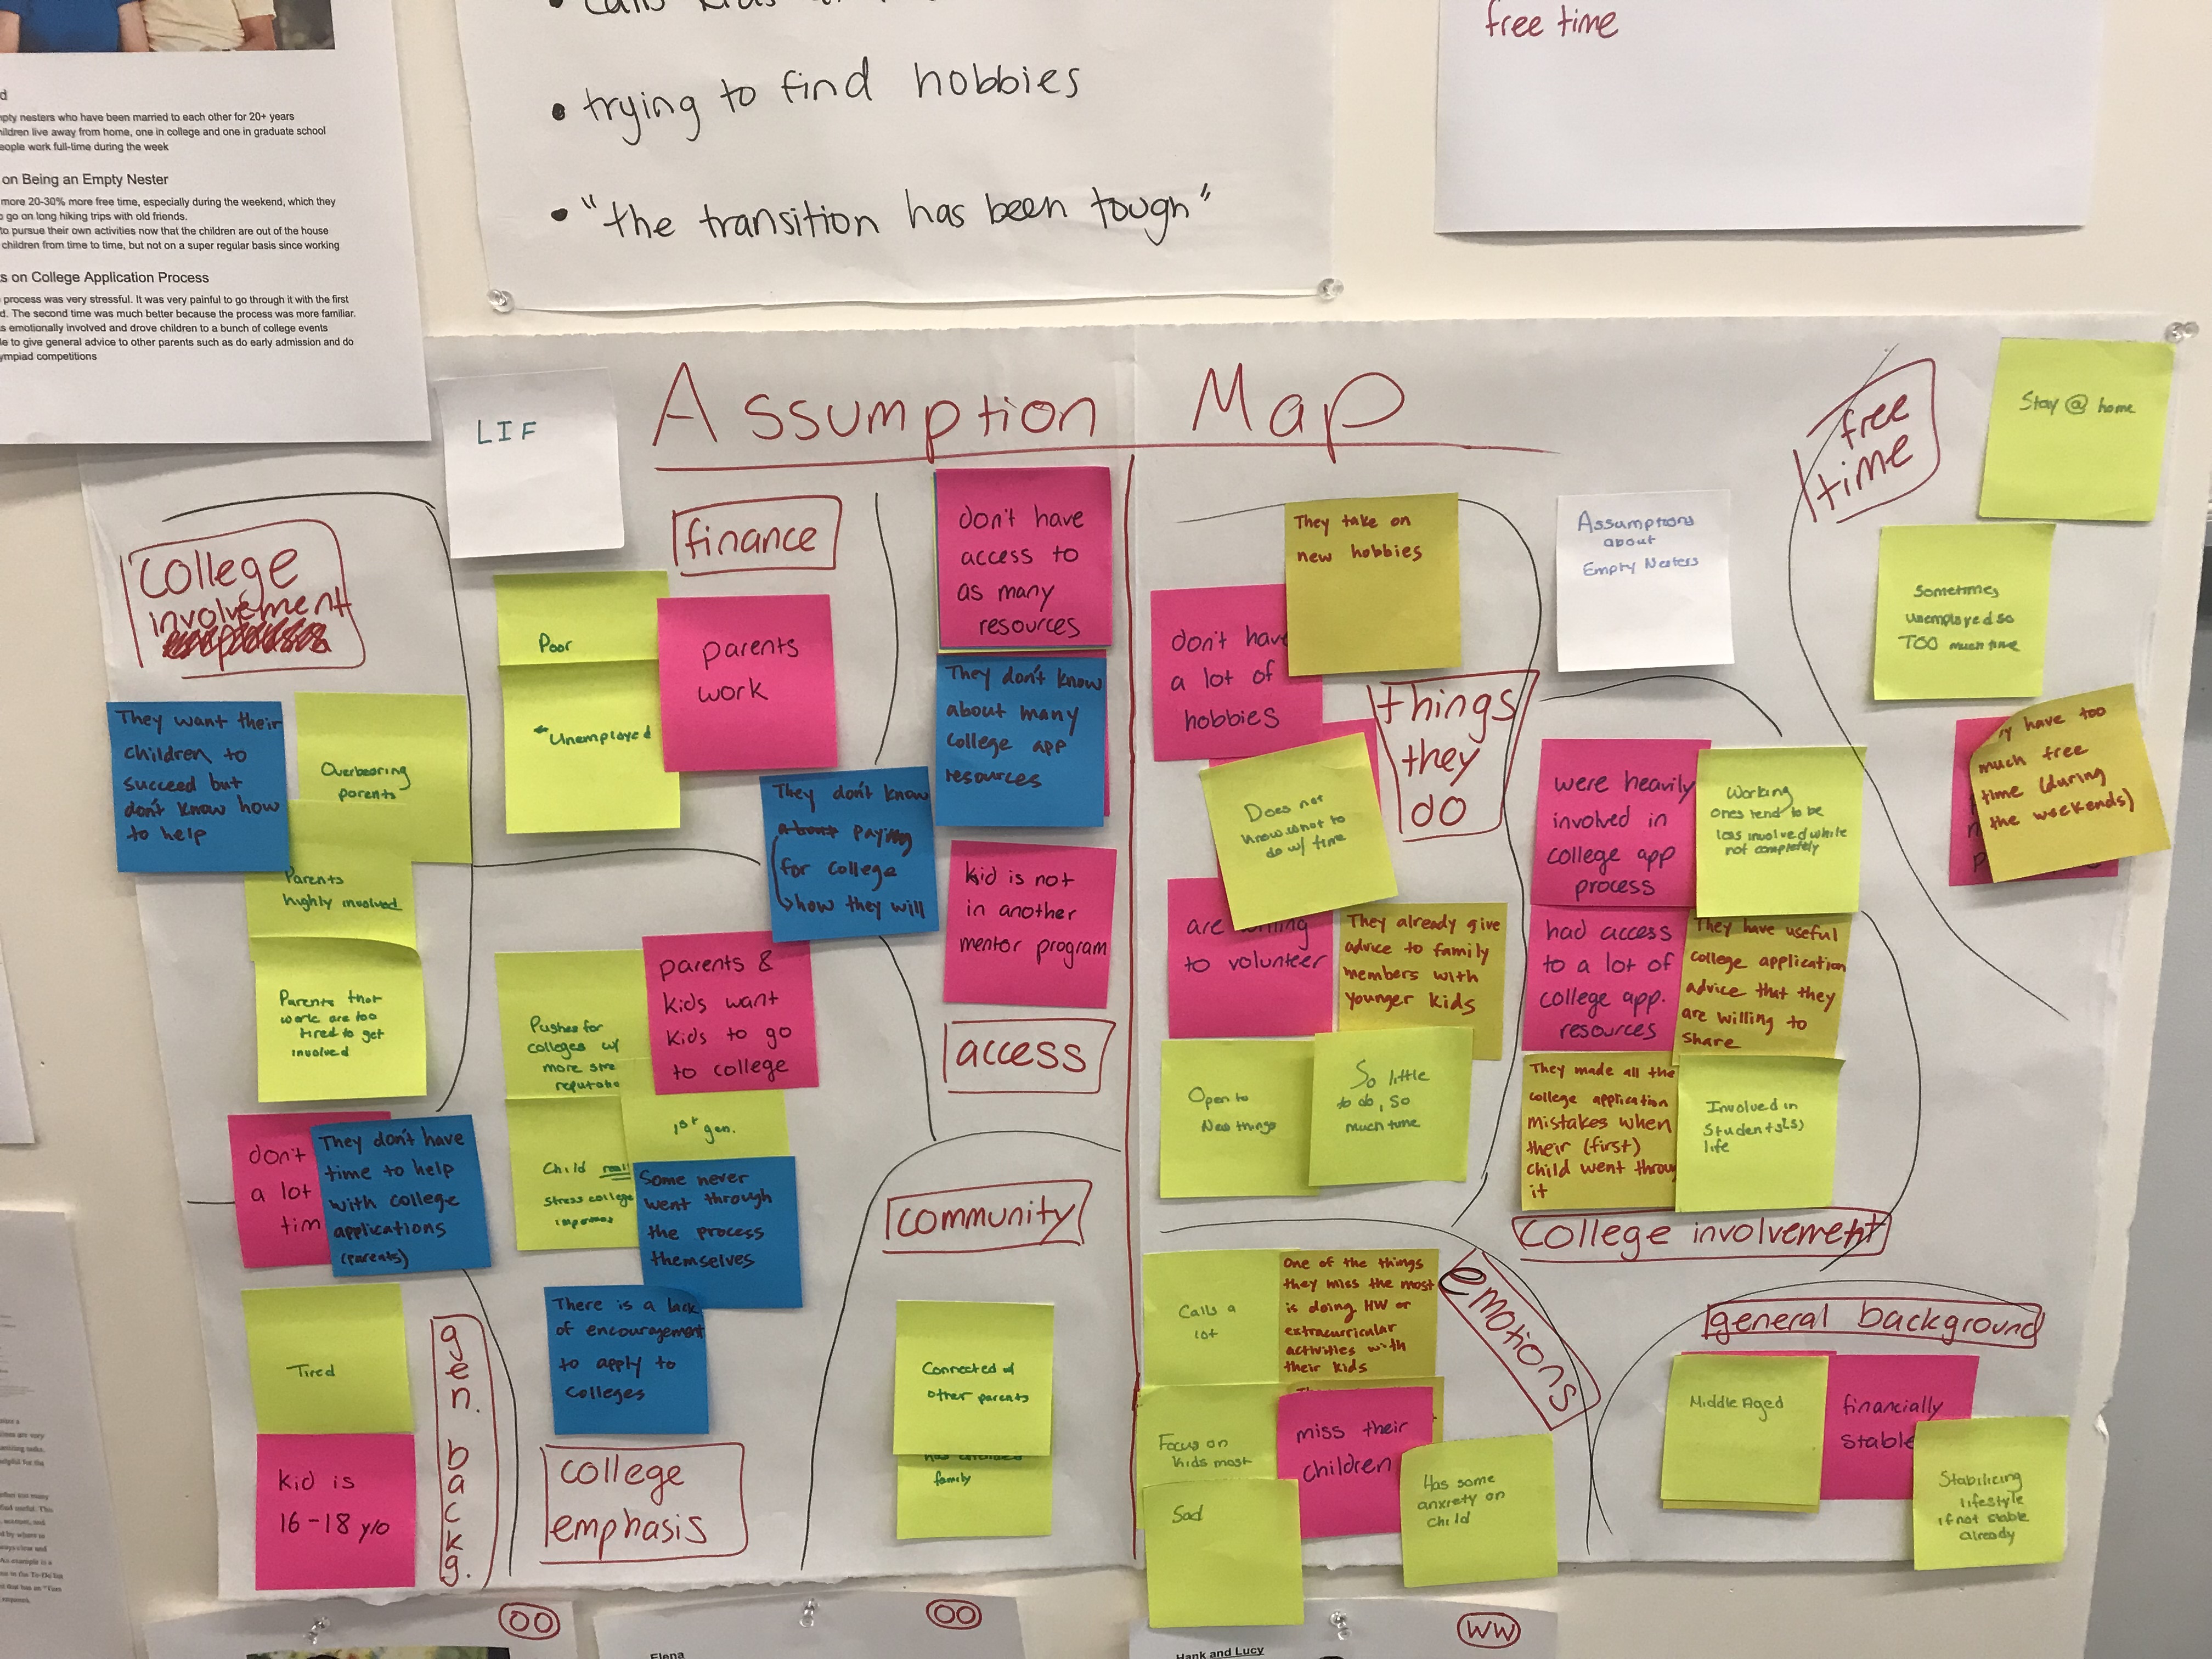 trying to find hobbies
"the transition has been tough"
free time
mpty nesters who have been married to each other for 20+ years
hildren live away from home, one in college and one in graduate school
eople work full-time during the week
on Being an Empty Nester
more 20-30% more free time, especially during the weekend, which they
go on long hiking trips with old friends.
to pursue their own activities now that the children are out of the house
children from time to time, but not on a super regular basis since working
s on College Application Process
process was very stressful. It was very painful to go through it with the first
d. The second time was much better because the process was more familiar.
s emotionally involved and drove children to a bunch of college events
le to give general advice to other parents such as do early admission and do
ympiad competitions
Assumption Map
LIF
college
involvement
They want their
children to
succeed but
don't know how
to help
Overbearing
parents
Parents
highly involved
Parents that
work are too
tired to get
involved
don't
a lot
tim
They don't have
time to help
with college
applications
(parents)
Tired
kid is
16-18 y/o
gen. backg.
finance
Poor
Unemployed
parents
work
They don't know
about paying
for college
how they will
don't have
access to
as many
resources
They don't know
about many
college app
resources
kid is not
in another
mentor program
access
Pushes for
colleges w/
more
parents &
kids want
kids to go
to college
1st gen.
Child
stress college
Some never
went through
the process
themselves
There is a lack
of encouragement
to apply to
colleges
college
emphasis
community
Connected w/
other parents
family
They take on
new hobbies
don't have
a lot of
hobbies
things
they
do
Does not
know what to
do w/ time
are
to volunteer
They already give
advice to family
members with
younger kids
Open to
New things
So little
to do, so
much time
Assumptions
about
Empty Nesters
were heavily
involved in
college app
process
Working
ones tend to be
less involved while
not completely
had access
to a lot of
college app.
resources
They have useful
college application
advice that they
are willing to
share
They made all the
college application
mistakes when
their (first)
child went throu
it
Involved in
Student(s)
life
college involvement
free
time
Stay @ home
Sometimes
unemployed so
TOO much time
y have too
much free
time (during
the weekends)
emotions
Calls a
lot
One of the things
they miss the most
is doing HW or
extracurricular
activities with
their kids
Focus on
kids most
miss their
children
Sad
Has some
anxiety on
child
general background
Middle Aged
financially
stable
Stabilizing
lifestyle
if not stable
already
OO
Elena
OO
Hank and Lucy
WW